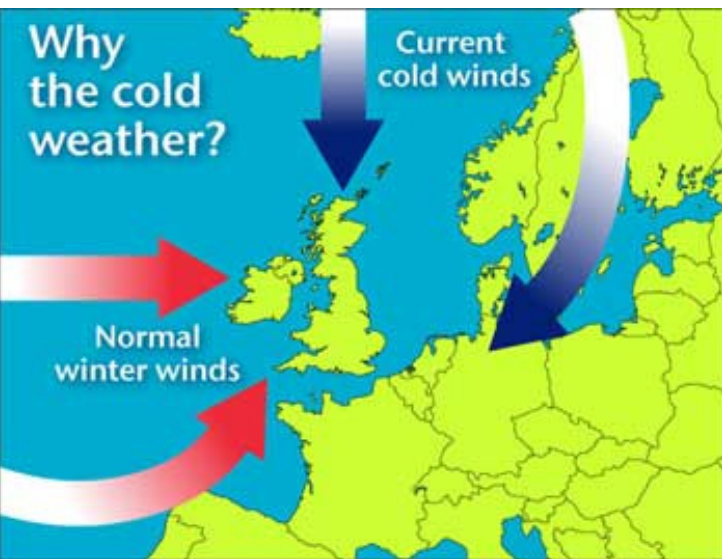 Why
the cold
weather?
Current
cold winds
Normal
winter winds